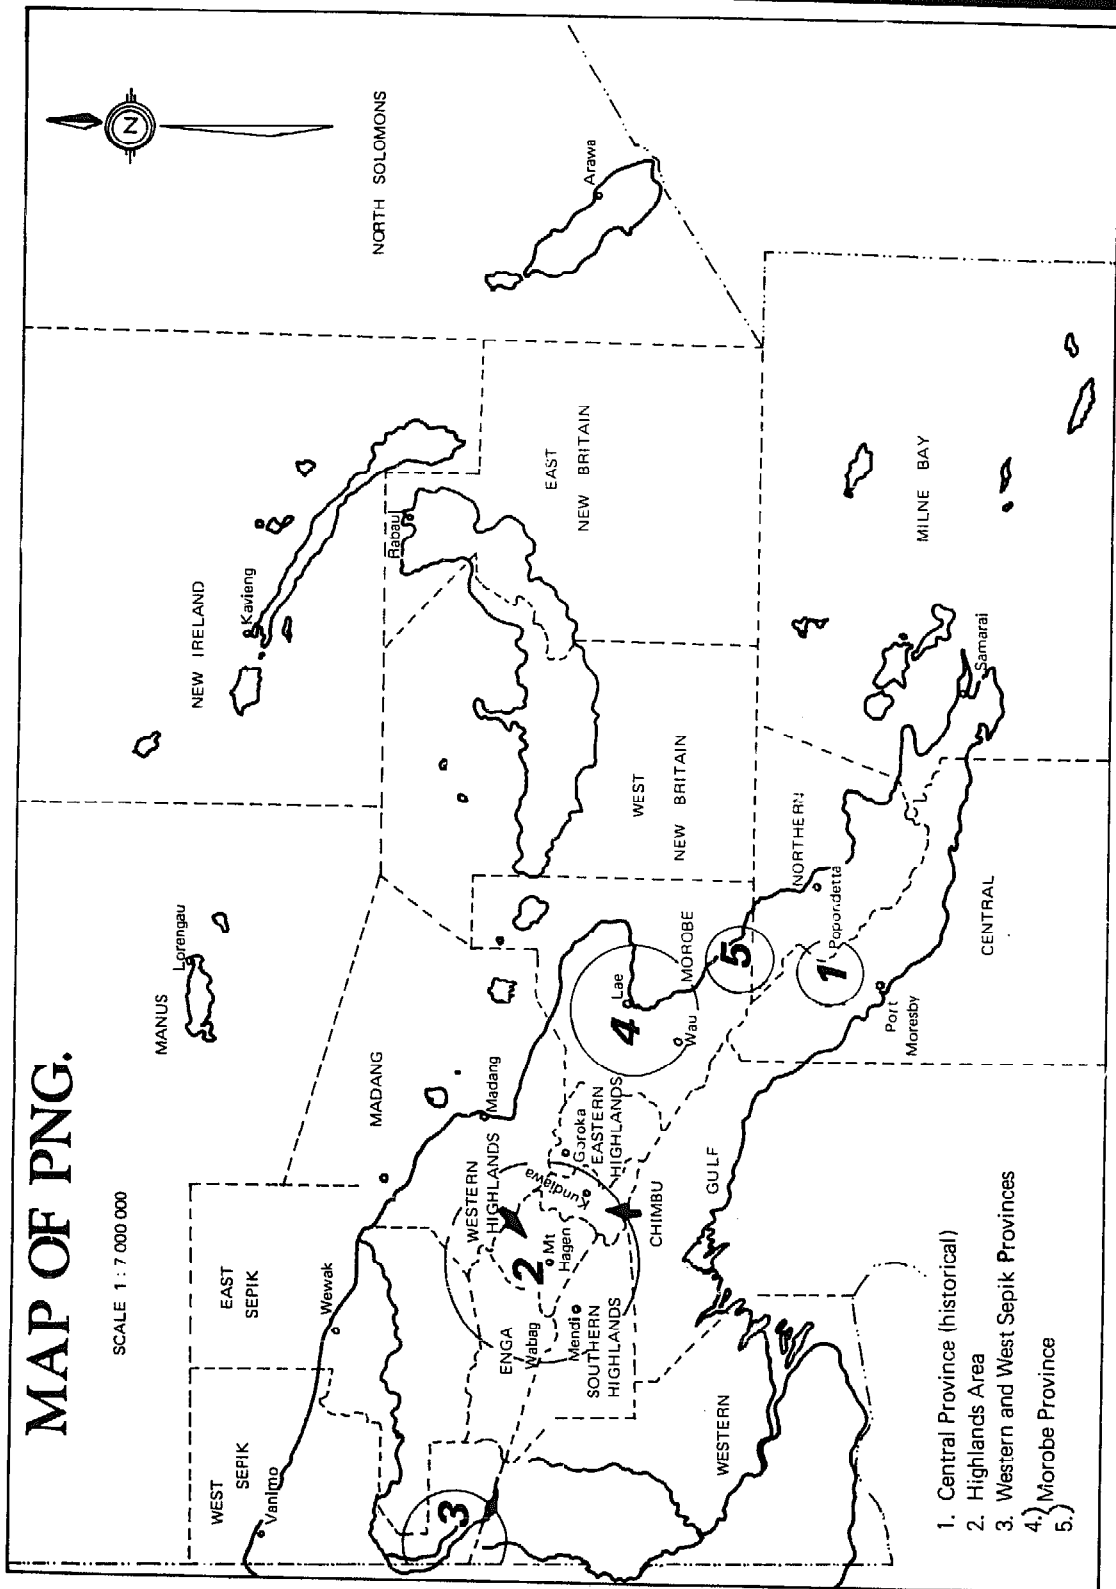 MAP OF PNG.
SCALE 1 : 7 000 000
N
MANUS
Lorengau
NEW IRELAND
Kavieng
NORTH SOLOMONS
Arawa
WEST
SEPIK
Vanimo
EAST
SEPIK
Wewak
MADANG
Madang
Rabaul
EAST
NEW BRITAIN
WEST
NEW BRITAIN
WESTERN
HIGHLANDS
ENGA
Wabag
2
Mt
Hagen
Kundiawa
Goroka
EASTERN
HIGHLANDS
Mendi
SOUTHERN
HIGHLANDS
CHIMBU
3
4
Lae
Wau
MOROBE
5
NORTHERN
Popondetta
1
Port
Moresby
CENTRAL
GULF
WESTERN
MILNE BAY
Samarai
1. Central Province (historical)
2. Highlands Area
3. Western and West Sepik Provinces
4.} Morobe Province
5.}